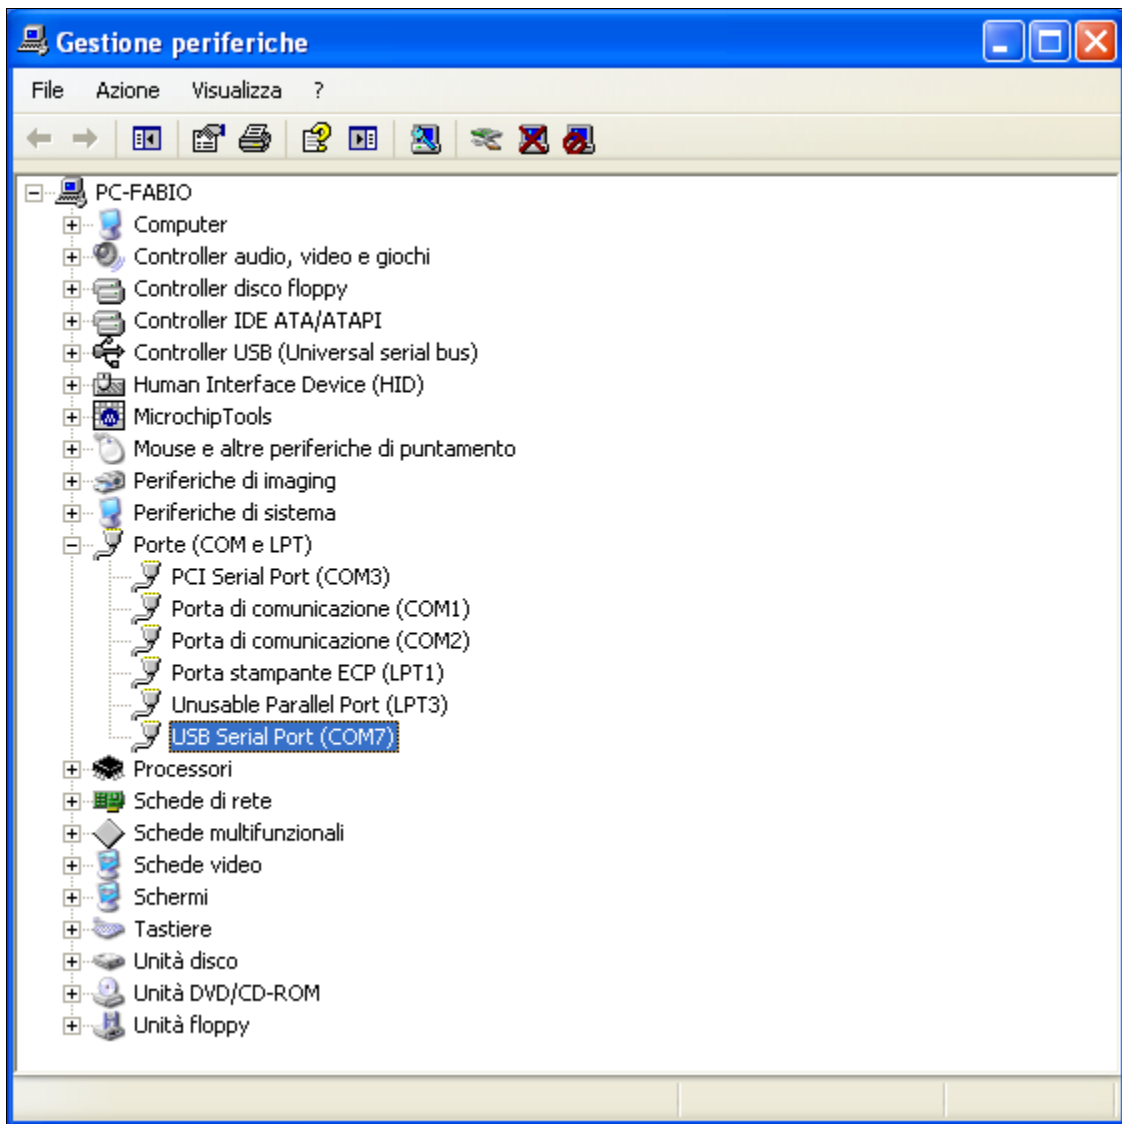 Gestione periferiche
File Azione Visualizza ?
PC-FABIO
Computer
Controller audio, video e giochi
Controller disco floppy
Controller IDE ATA/ATAPI
Controller USB (Universal serial bus)
Human Interface Device (HID)
MicrochipTools
Mouse e altre periferiche di puntamento
Periferiche di imaging
Periferiche di sistema
Porte (COM e LPT)
PCI Serial Port (COM3)
Porta di comunicazione (COM1)
Porta di comunicazione (COM2)
Porta stampante ECP (LPT1)
Unusable Parallel Port (LPT3)
USB Serial Port (COM7)
Processori
Schede di rete
Schede multifunzionali
Schede video
Schermi
Tastiere
Unità disco
Unità DVD/CD-ROM
Unità floppy